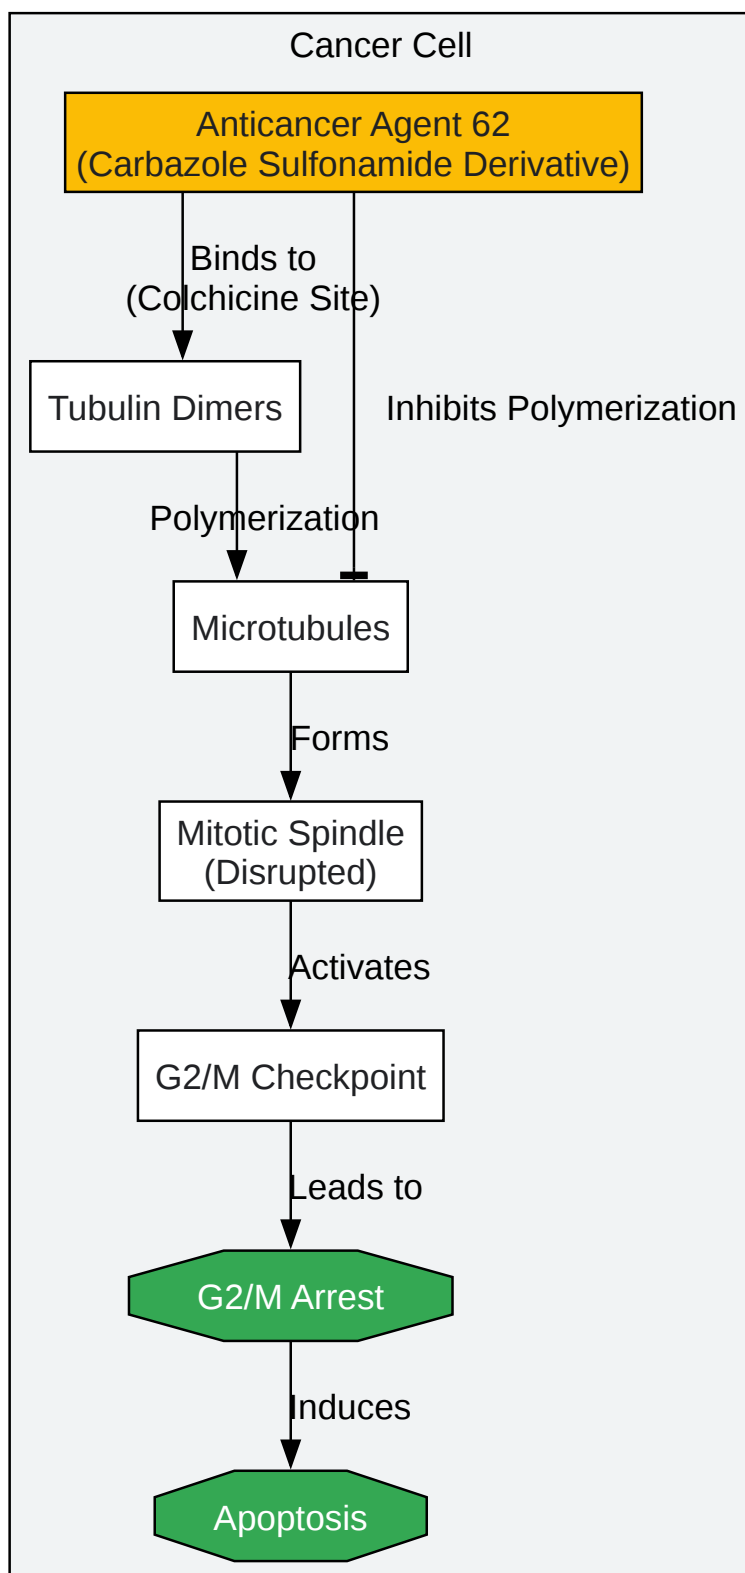 Cancer Cell
Anticancer Agent 62
(Carbazole Sulfonamide Derivative)
Binds to
(Colchicine Site)
Tubulin Dimers
Inhibits Polymerization
Polymerization
Microtubules
Forms
Mitotic Spindle
(Disrupted)
Activates
G2/M Checkpoint
Leads to
G2/M Arrest
Induces
Apoptosis